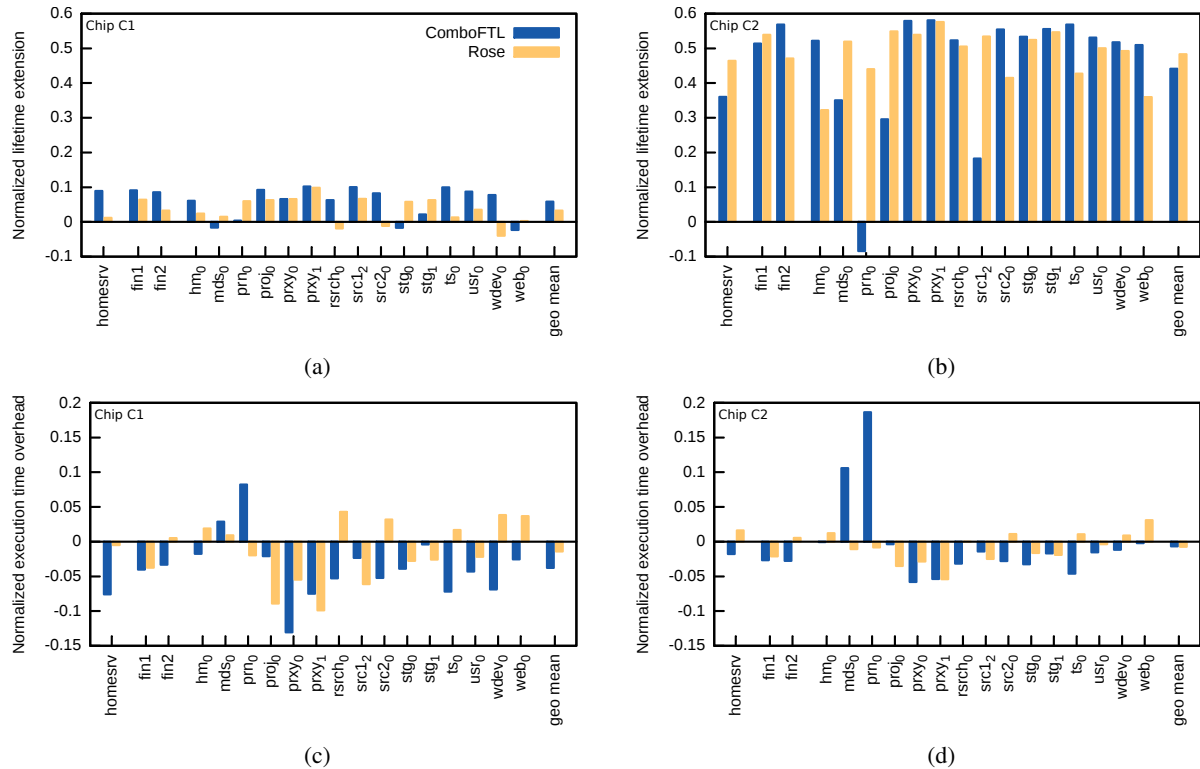 Chip C1
ComboFTL
Rose
Normalized lifetime extension
0.6
0.5
0.4
0.3
0.2
0.1
0
-0.1
homesrv
fin1
fin2
hm0
mds0
prn0
proj0
prxy0
prxy1
rsrch0
src12
src20
stg0
stg1
ts0
usr0
wdev0
web0
geo mean
(a)
Chip C2
Normalized lifetime extension
0.6
0.5
0.4
0.3
0.2
0.1
0
-0.1
homesrv
fin1
fin2
hm0
mds0
prn0
proj0
prxy0
prxy1
rsrch0
src12
src20
stg0
stg1
ts0
usr0
wdev0
web0
geo mean
(b)
Chip C1
Normalized execution time overhead
0.2
0.15
0.1
0.05
0
-0.05
-0.1
-0.15
homesrv
fin1
fin2
hm0
mds0
prn0
proj0
prxy0
prxy1
rsrch0
src12
src20
stg0
stg1
ts0
usr0
wdev0
web0
geo mean
(c)
Chip C2
Normalized execution time overhead
0.2
0.15
0.1
0.05
0
-0.05
-0.1
-0.15
homesrv
fin1
fin2
hm0
mds0
prn0
proj0
prxy0
prxy1
rsrch0
src12
src20
stg0
stg1
ts0
usr0
wdev0
web0
geo mean
(d)